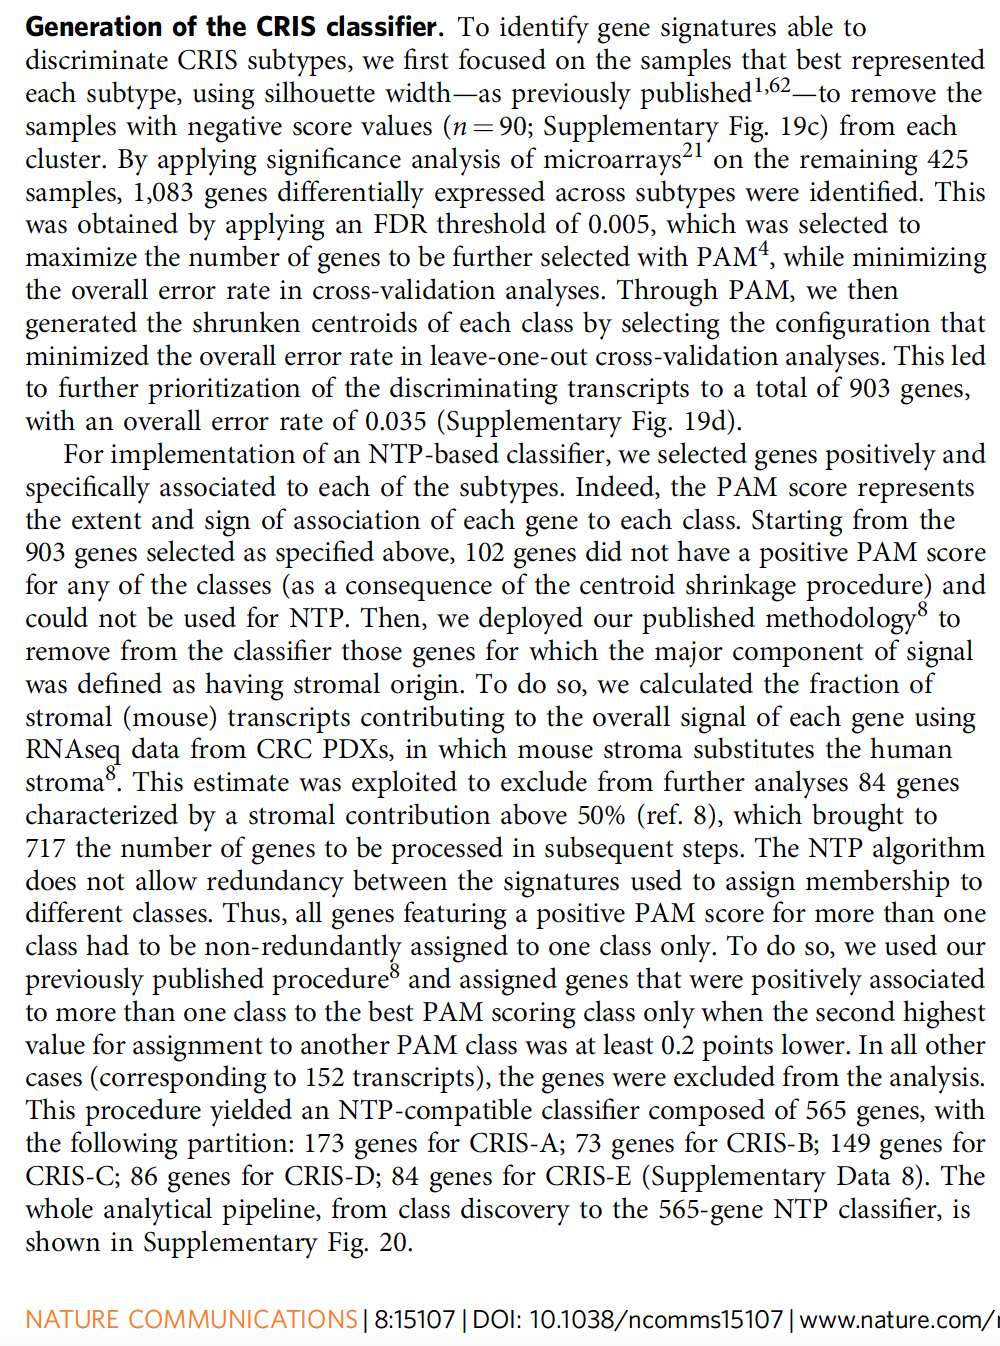 Generation of the CRIS classifier. To identify gene signatures able to
discriminate CRIS subtypes, we first focused on the samples that best represented
each subtype, using silhouette width—as previously published1,62—to remove the
samples with negative score values (n = 90; Supplementary Fig. 19c) from each
cluster. By applying significance analysis of microarrays21 on the remaining 425
samples, 1,083 genes differentially expressed across subtypes were identified. This
was obtained by applying an FDR threshold of 0.005, which was selected to
maximize the number of genes to be further selected with PAM4, while minimizing
the overall error rate in cross-validation analyses. Through PAM, we then
generated the shrunken centroids of each class by selecting the configuration that
minimized the overall error rate in leave-one-out cross-validation analyses. This led
to further prioritization of the discriminating transcripts to a total of 903 genes,
with an overall error rate of 0.035 (Supplementary Fig. 19d).
For implementation of an NTP-based classifier, we selected genes positively and
specifically associated to each of the subtypes. Indeed, the PAM score represents
the extent and sign of association of each gene to each class. Starting from the
903 genes selected as specified above, 102 genes did not have a positive PAM score
for any of the classes (as a consequence of the centroid shrinkage procedure) and
could not be used for NTP. Then, we deployed our published methodology8 to
remove from the classifier those genes for which the major component of signal
was defined as having stromal origin. To do so, we calculated the fraction of
stromal (mouse) transcripts contributing to the overall signal of each gene using
RNAseq data from CRC PDXs, in which mouse stroma substitutes the human
stroma8. This estimate was exploited to exclude from further analyses 84 genes
characterized by a stromal contribution above 50% (ref. 8), which brought to
717 the number of genes to be processed in subsequent steps. The NTP algorithm
does not allow redundancy between the signatures used to assign membership to
different classes. Thus, all genes featuring a positive PAM score for more than one
class had to be non-redundantly assigned to one class only. To do so, we used our
previously published procedure8 and assigned genes that were positively associated
to more than one class to the best PAM scoring class only when the second highest
value for assignment to another PAM class was at least 0.2 points lower. In all other
cases (corresponding to 152 transcripts), the genes were excluded from the analysis.
This procedure yielded an NTP-compatible classifier composed of 565 genes, with
the following partition: 173 genes for CRIS-A; 73 genes for CRIS-B; 149 genes for
CRIS-C; 86 genes for CRIS-D; 84 genes for CRIS-E (Supplementary Data 8). The
whole analytical pipeline, from class discovery to the 565-gene NTP classifier, is
shown in Supplementary Fig. 20.
NATURE COMMUNICATIONS | 8:15107 | DOI: 10.1038/ncomms15107 | www.nature.com/